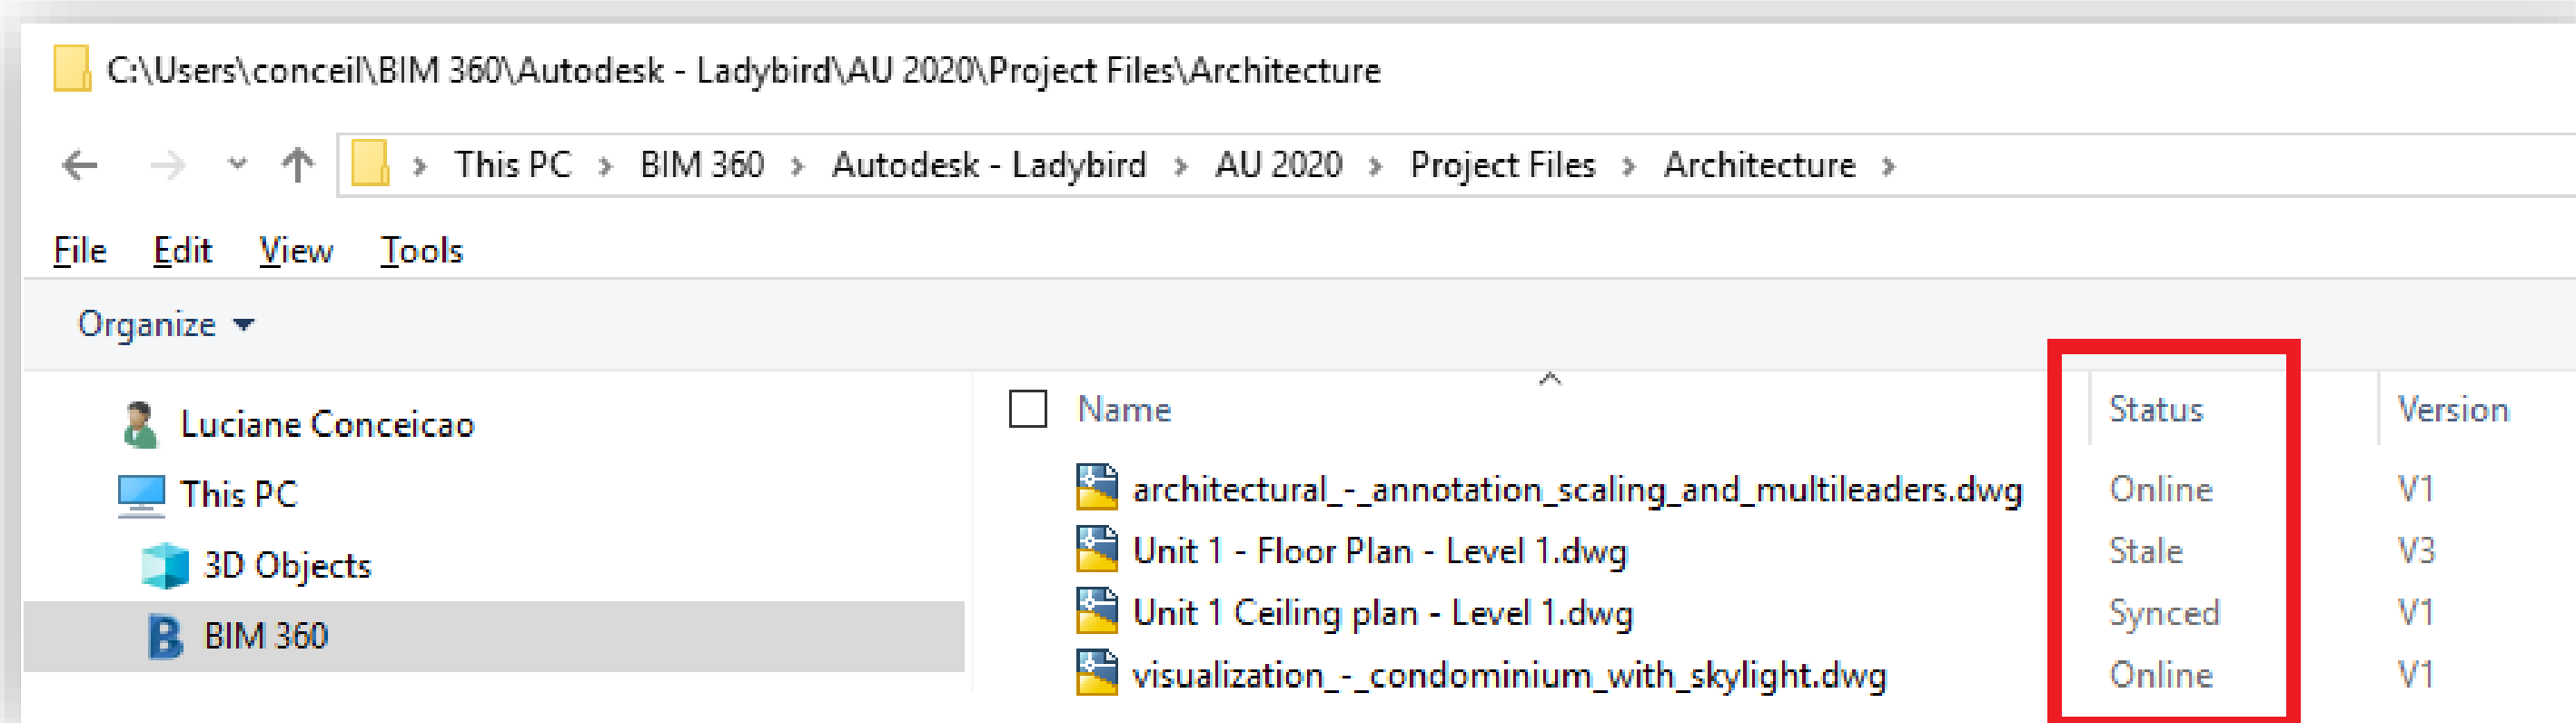 C:\Users\conceil\BIM 360\Autodesk - Ladybird\AU 2020\Project Files\Architecture
This PC > BIM 360 > Autodesk - Ladybird > AU 2020 > Project Files > Architecture >
File Edit View Tools
Organize
Luciane Conceicao
This PC
3D Objects
BIM 360
Name Status Version
architectural_-_annotation_scaling_and_multileaders.dwg Online V1
Unit 1 - Floor Plan - Level 1.dwg Stale V3
Unit 1 Ceiling plan - Level 1.dwg Synced V1
visualization_-_condominium_with_skylight.dwg Online V1